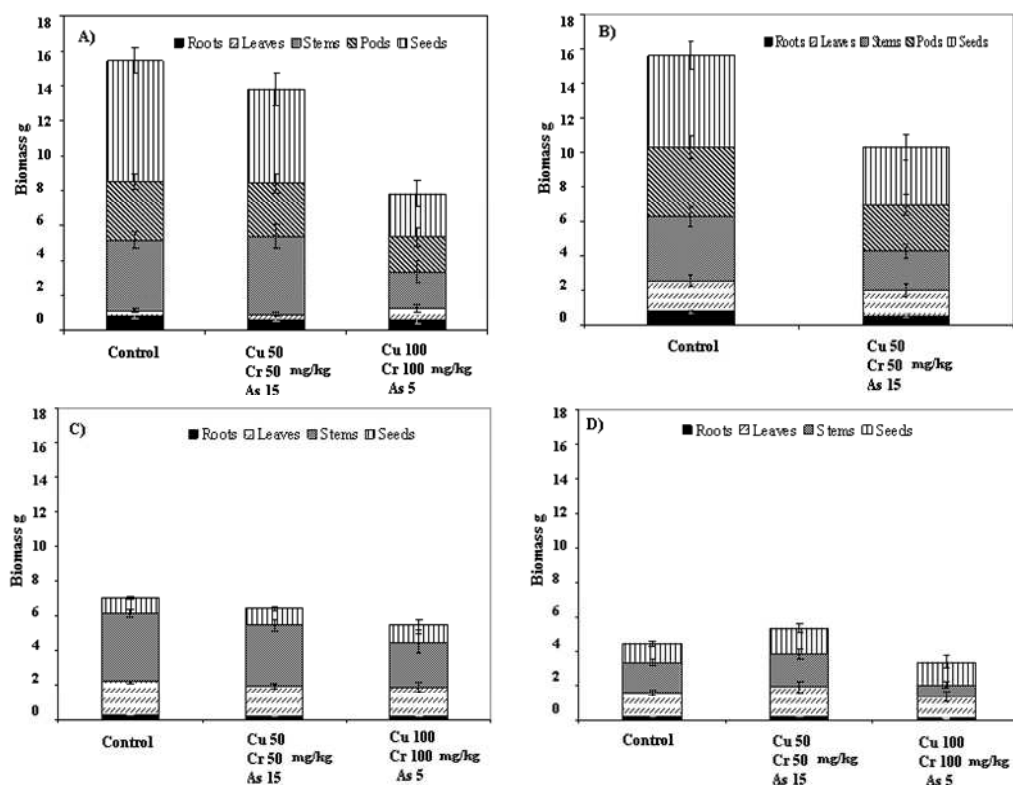 A)
Roots Leaves Stems Pods Seeds
Biomass g
18
16
14
12
10
8
6
4
2
0
Control
Cu 50
Cr 50 mg/kg
As 15
Cu 100
Cr 100 mg/kg
As 5
B)
Roots Leaves Stems Pods Seeds
Biomass g
18
16
14
12
10
8
6
4
2
0
Control
Cu 50
Cr 50 mg/kg
As 15
C)
Roots Leaves Stems Seeds
Biomass g
18
16
14
12
10
8
6
4
2
0
Control
Cu 50
Cr 50 mg/kg
As 15
Cu 100
Cr 100 mg/kg
As 5
D)
Roots Leaves Stems Seeds
Biomass g
18
16
14
12
10
8
6
4
2
0
Control
Cu 50
Cr 50 mg/kg
As 15
Cu 100
Cr 100 mg/kg
As 5